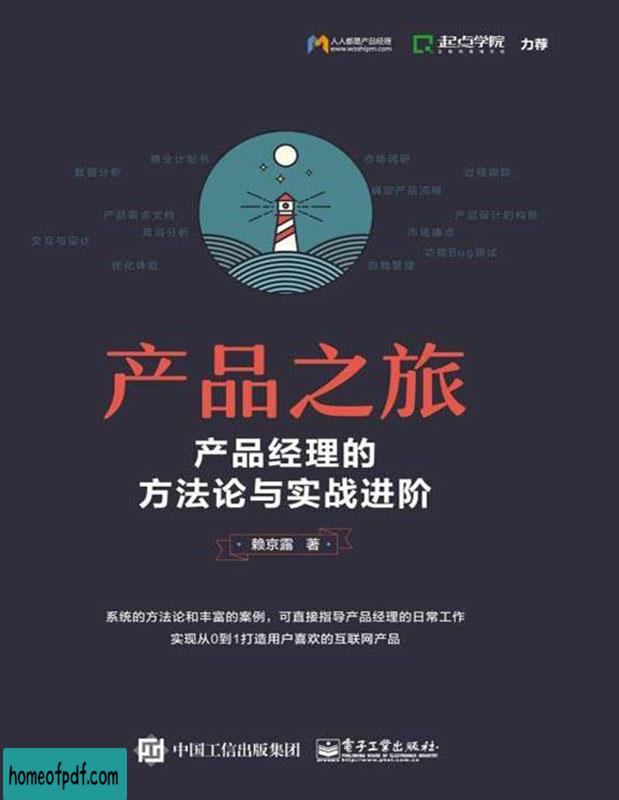 人人都是产品经理
www.woshipm.com
起点学院
力荐
商业计划书
市场调研
数据分析
过程跟踪
确定产品流程
产品需求文档
产品设计的构思
竞品分析
市场痛点
交互与设计
功能Bug测试
优化体验
自我管理
产品之旅
产品经理的
方法论与实战进阶
赖京露 著
系统的方法论和丰富的案例，可直接指导产品经理的日常工作
实现从0到1打造用户喜欢的互联网产品
中国工信出版集团
电子工业出版社
homeofpdf.com